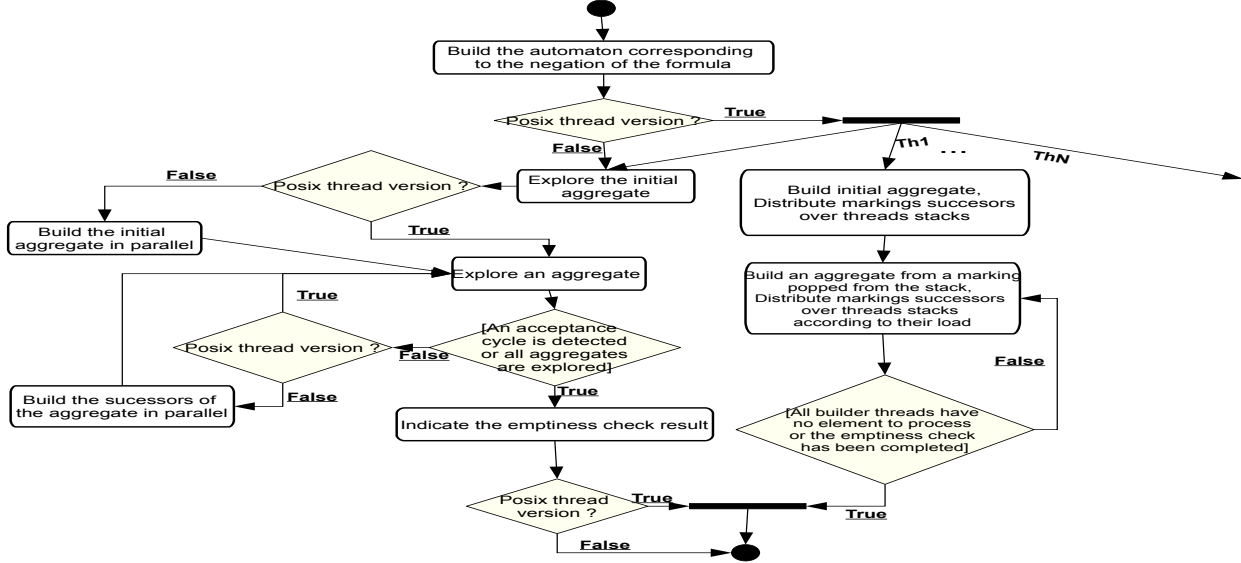 Build the automaton corresponding
to the negation of the formula
Posix thread version ?
True
False
Th1
. . .
ThN
Explore the initial
aggregate
Posix thread version ?
False
True
Build the initial
aggregate in parallel
Build initial aggregate,
Distribute markings succesors
over threads stacks
Explore an aggregate
Build an aggregate from a marking
popped from the stack,
Distribute markings successors
over threads stacks
according to their load
True
Posix thread version ?
False
[An acceptance
cycle is detected
or all aggregates
are explored]
False
False
True
Build the sucessors of
the aggregate in parallel
Indicate the emptiness check result
[All builder threads have
no element to process
or the emptiness check
has been completed]
Posix thread
version ?
True
True
False